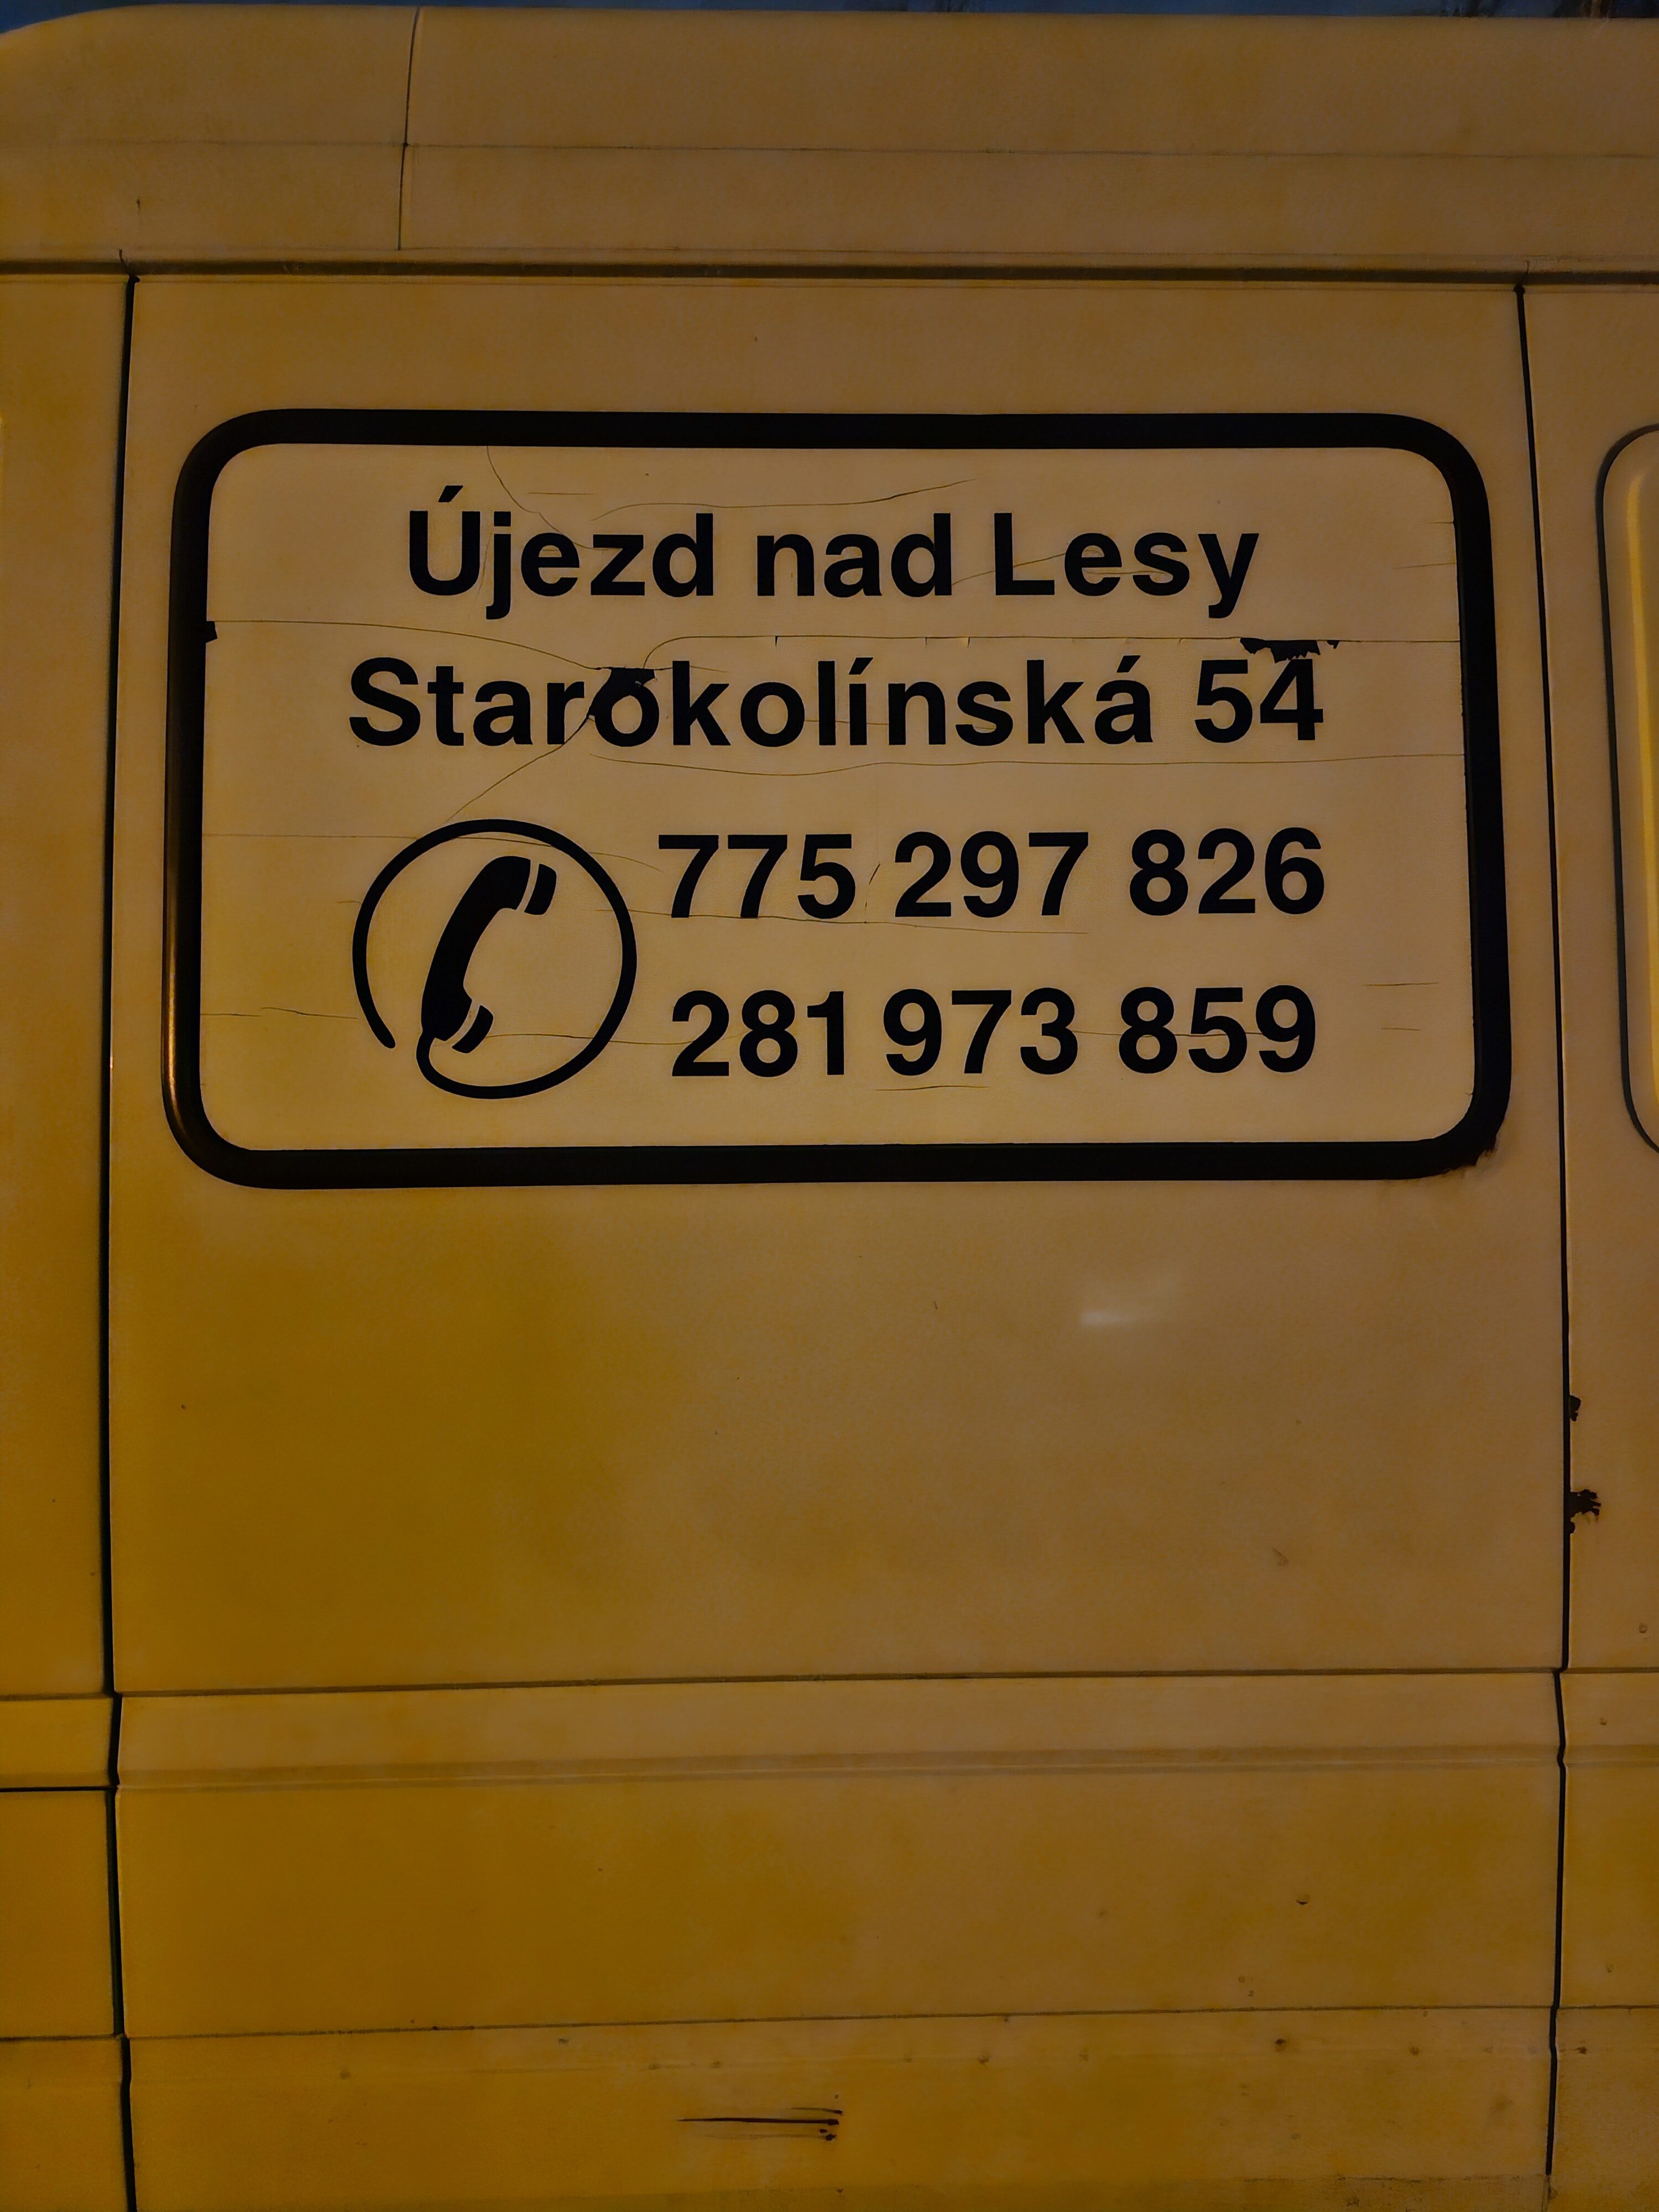 Újezd nad Lesy
Starokolínská 54
775 297 826
281 973 859